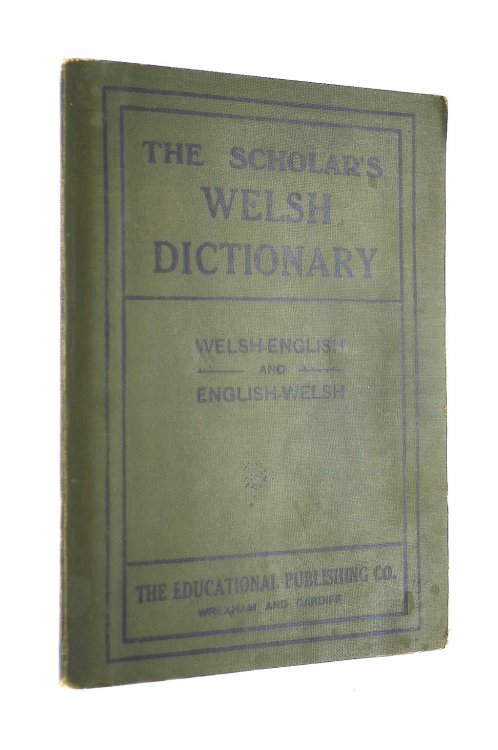 THE SCHOLAR'S
WELSH
DICTIONARY
WELSH-ENGLISH
AND
ENGLISH-WELSH
THE EDUCATIONAL PUBLISHING CO.
WREXHAM AND CARDIFF